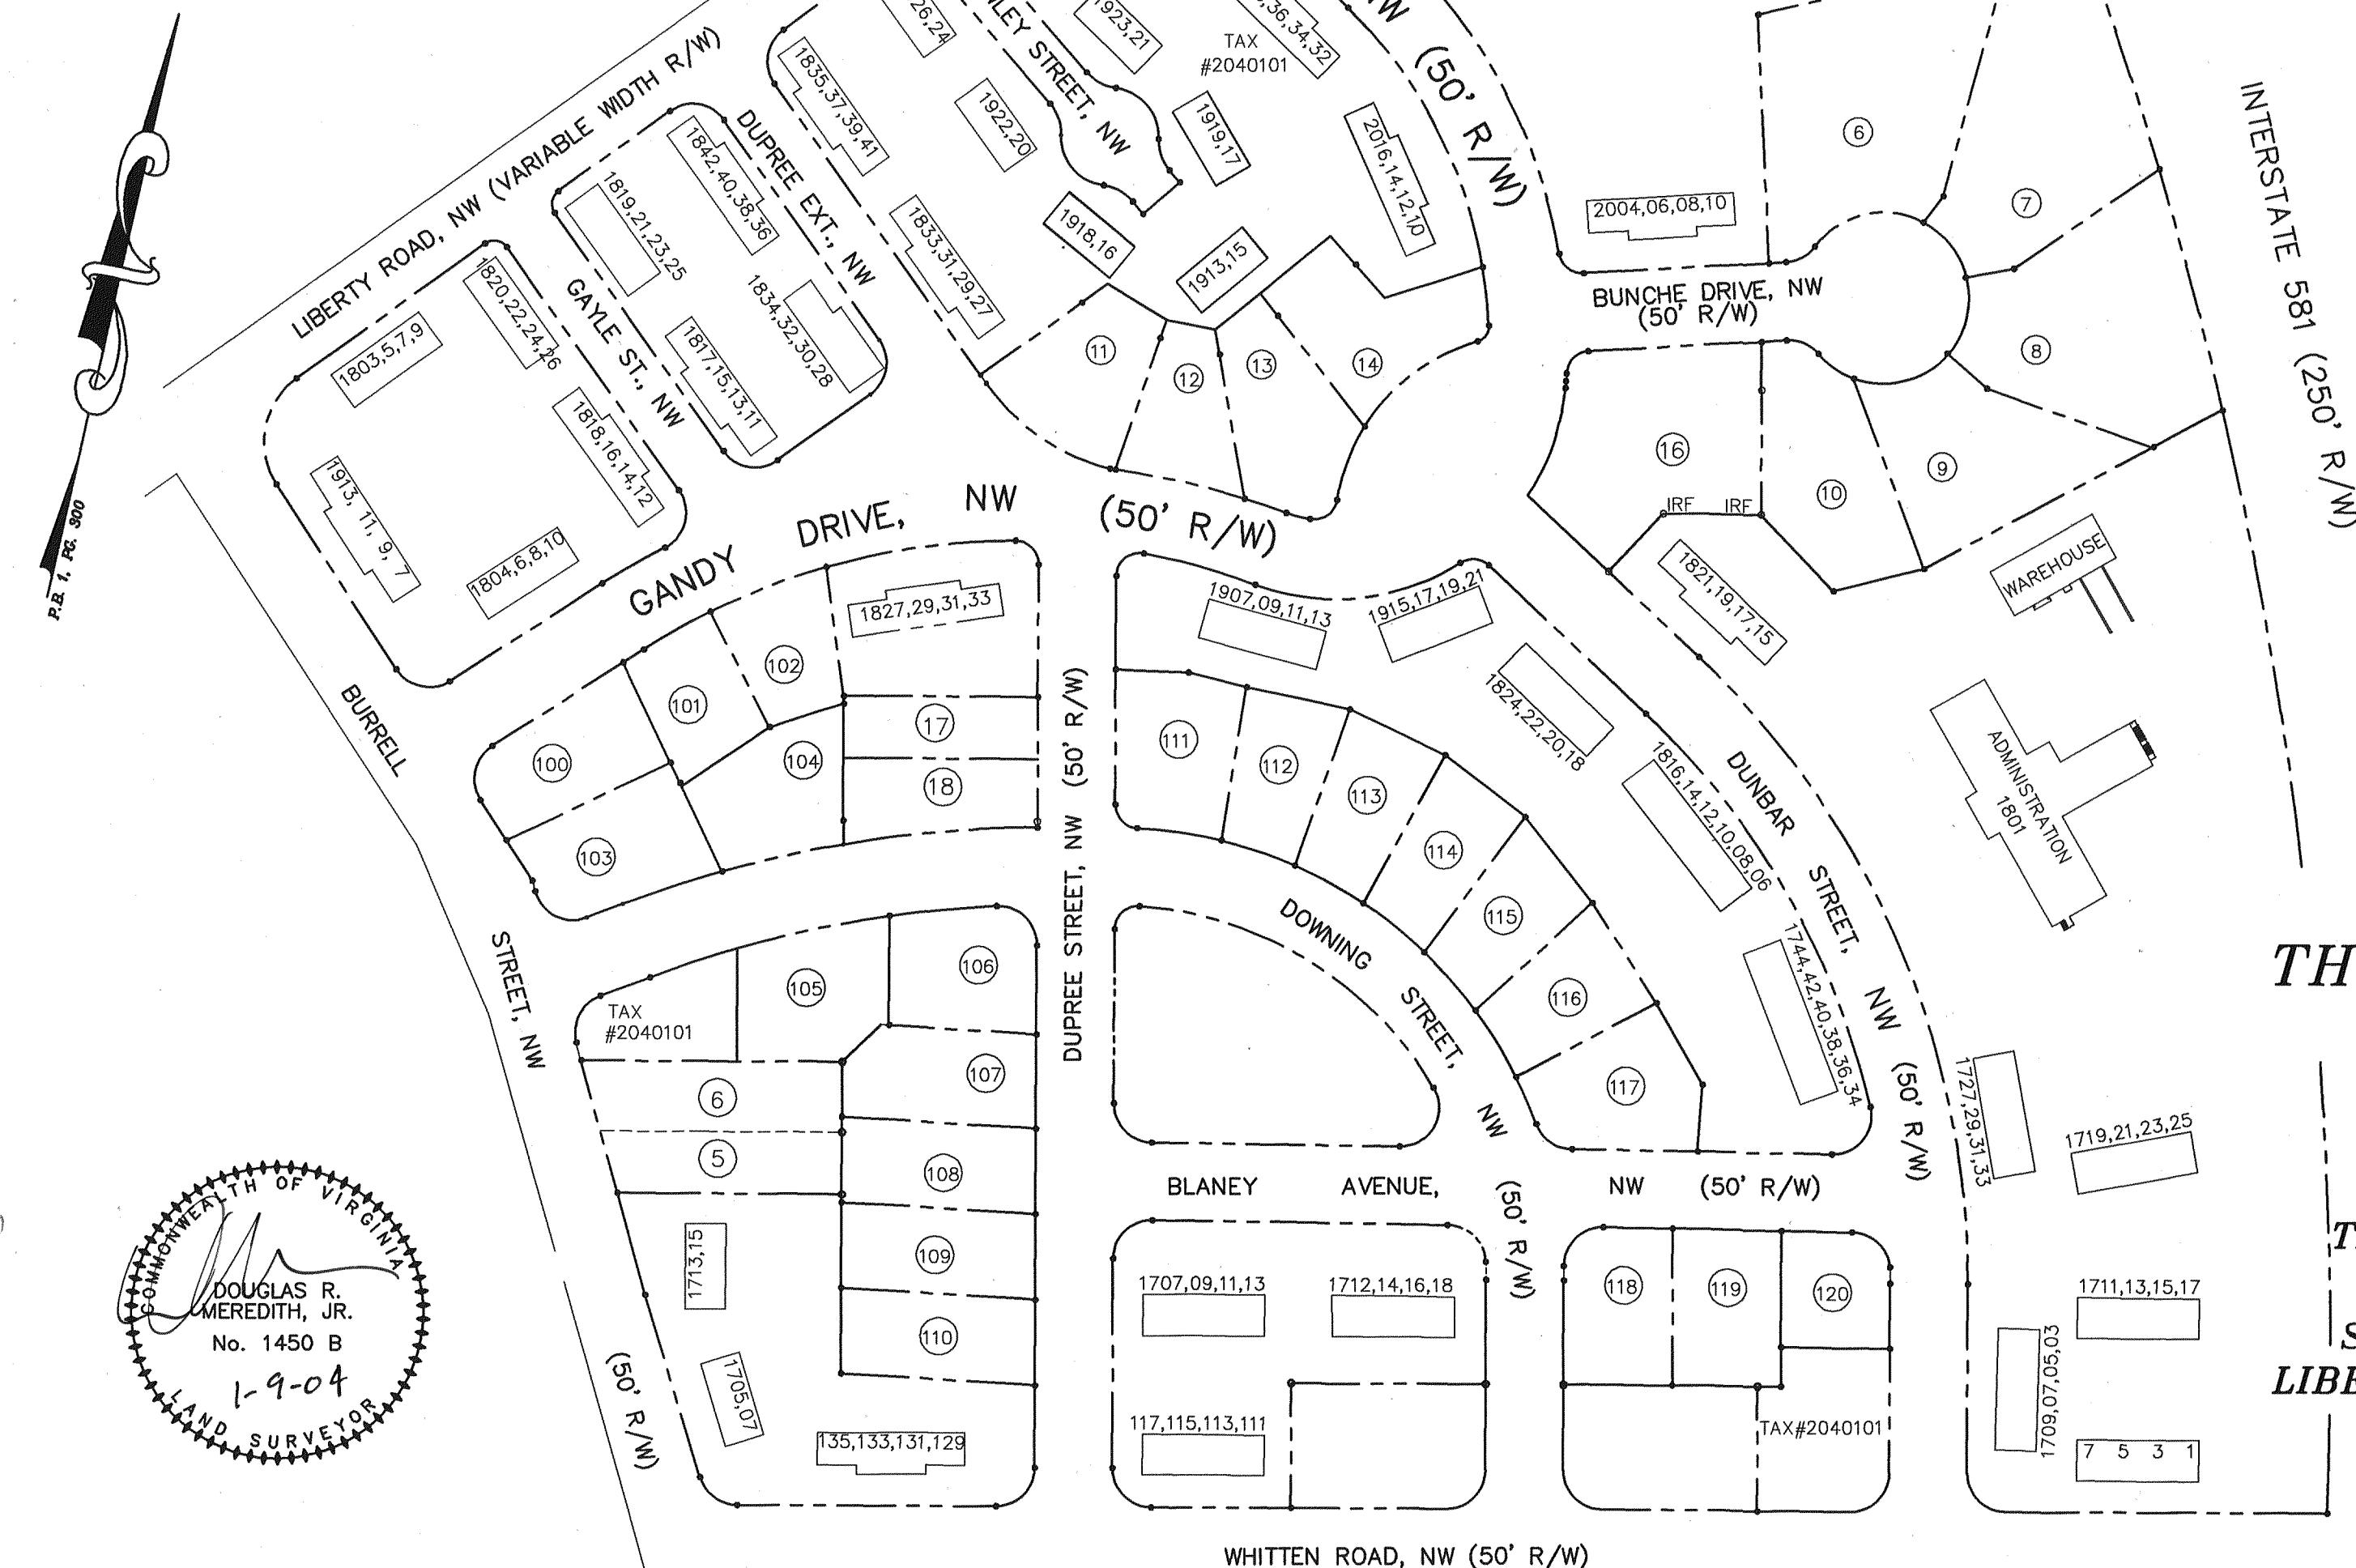 26,24
LEY STREET, NW
1923,21
TAX
#2040101
36,34,32
NW (50' R/W)
LIBERTY ROAD, NW (VARIABLE WIDTH R/W)
1835,37,39,41
1842,40,38,36
DUPREE EXT., NW
1922,20
1919,17
2016,14,12,10
6
INTERSTATE 581 (250' R/W)
7
2004,06,08,10
1819,21,23,25
1833,31,29,27
1918,16
1913,15
BUNCHE DRIVE, NW
(50' R/W)
1820,22,24,26
GAYLE ST., NW
1834,32,30,28
1803,5,7,9
1817,15,13,11
11
12
13
14
8
1818,16,14,12
16
9
10
IRF
IRF
P.B. 1, PG. 300
1913, 11, 9, 7
1804,6,8,10
GANDY DRIVE, NW (50' R/W)
WAREHOUSE
1821,19,17,15
1827,29,31,33
1907,09,11,13
1915,17,19,21
1824,22,20,18
102
101
100
17
104
18
103
BURRELL STREET, NW (50' R/W)
DUPREE STREET, NW (50' R/W)
111
112
113
114
115
116
117
1816,14,12,10,08,06
DUNBAR STREET, NW (50' R/W)
ADMINISTRATION
1801
DOWNING STREET, NW (50' R/W)
1744,42,40,38,36,34
TH
TAX
#2040101
105
106
107
6
5
108
109
110
1727,29,31,33
1719,21,23,25
BLANEY AVENUE, NW (50' R/W)
COMMONWEALTH OF VIRGINIA
DOUGLAS R.
MEREDITH, JR.
No. 1450 B
1-9-04
LAND SURVEYOR
1713,15
1705,07
135,133,131,129
1707,09,11,13
1712,14,16,18
117,115,113,111
118
119
120
TAX#2040101
1711,13,15,17
1709,07,05,03
7 5 3 1
LIBE
WHITTEN ROAD, NW (50' R/W)